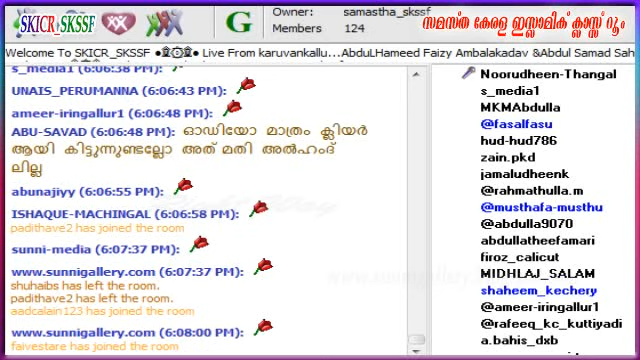 SKICR_SKSSF
G
Owner: samastha_skssf
Members 124
സമസ്ത കേരള ഇസ്ലാമിക് ക്ലാസ്സ് റൂം
Welcome To SKICR_SKSSF Live From karuvankallu...AbduLHameed Faizy Ambalakadav &Abdul Samad Sah
s_media1 (6:06:38 PM):
UNAIS_PERUMANNA (6:06:43 PM):
ameer-iringallur1 (6:06:48 PM):
ABU-SAVAD (6:06:48 PM): ഓഡിയോ മാത്രം ക്ലിയർ
ആയി കിട്ടുന്നുണ്ടല്ലോ അത് മതി അൽഹംദ്
ലില്ല
abunajiyy (6:06:55 PM):
ISHAQUE-MACHINGAL (6:06:58 PM):
padithave2 has joined the room
sunni-media (6:07:37 PM):
www.sunnigallery.com (6:07:37 PM):
shuhaibs has left the room.
padithave2 has left the room.
aadcalain123 has joined the room
www.sunnigallery.com (6:08:00 PM):
faivestare has joined the room
Noorudheen-Thangal
s_media1
MKMAbdulla
@fasalfasu
hud-hud786
zain.pkd
jamaludheenk
@rahmathulla.m
@musthafa-musthu
@abdulla9070
abdullatheefamari
firoz_calicut
MIDHLAJ_SALAM
shaheem_kechery
@ameer-iringallur1
@rafeeq_kc_kuttiyadi
a.bahis_dxb
www.sunnigallery.